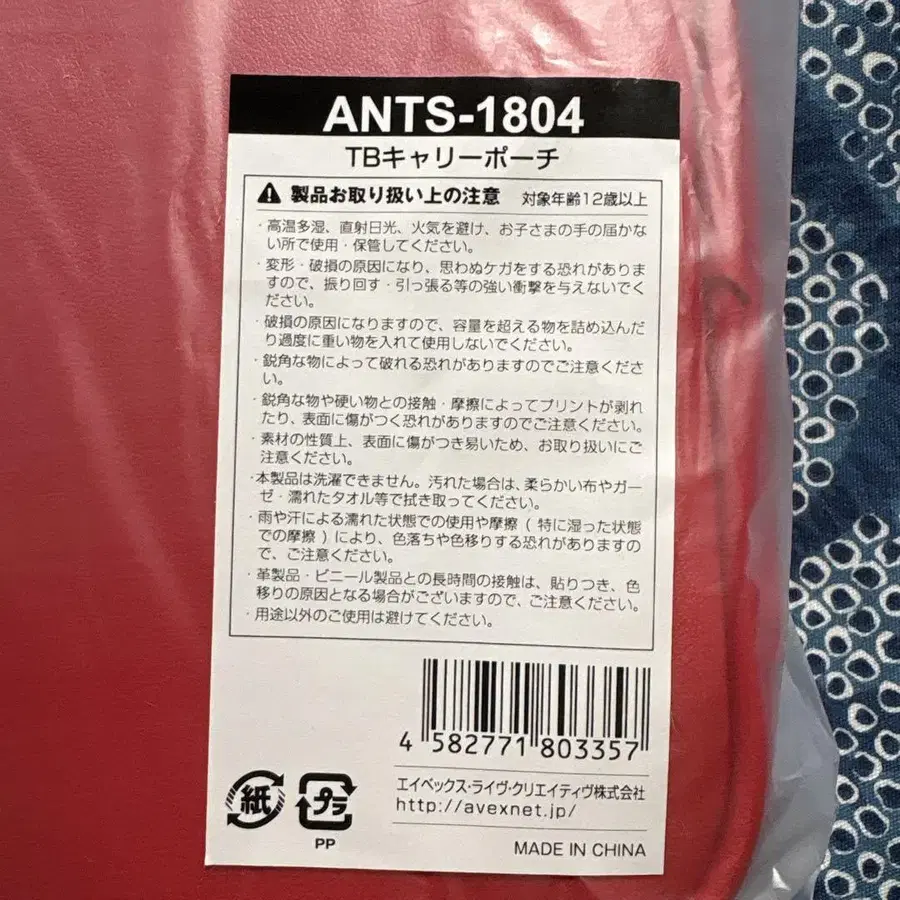 ANTS-1804
TBキャリーポーチ
製品お取り扱い上の注意 対象年齢12歳以上
・高温多湿、直射日光、火気を避け、お子さまの手の届かな
い所で使用・保管してください。
・変形・破損の原因になり、思わぬケガをする恐れがありま
すので、振り回す・引っ張る等の強い衝撃を与えないでく
ださい。
・破損の原因になりますので、容量を超える物を詰め込んだ
り過度に重い物を入れて使用しないでください。
・鋭角な物によって破れる恐れがありますのでご注意くださ
い。
・鋭角な物や硬い物との接触・摩擦によってプリントが剥れ
たり、表面に傷がつく恐れがありますのでご注意ください。
・素材の性質上、表面に傷がつき易いため、お取り扱いにご
注意ください。
・本製品は洗濯できません。汚れた場合は、柔らかい布やガー
ゼ・濡れたタオル等で拭き取ってください。
・雨や汗による濡れた状態での使用や摩擦（特に湿った状態
での摩擦）により、色落ちや色移りする恐れがありますの
で、ご注意ください。
・革製品・ビニール製品との長時間の接触は、貼りつき、色
移りの原因となる場合がございますので、ご注意ください。
・用途以外のご使用は避けてください。
4 582771 803357
紙
プラ
PP
エイベックス・ライヴ・クリエイティヴ株式会社
http://avexnet.jp/
MADE IN CHINA